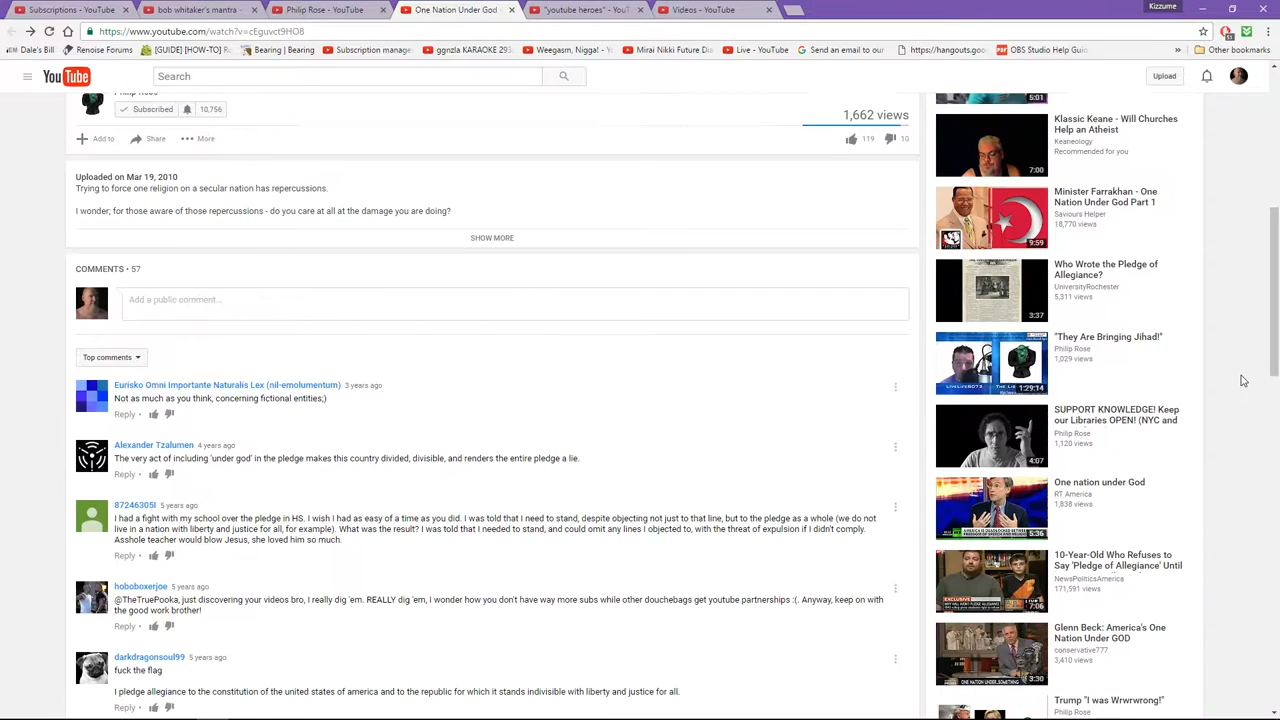 Subscriptions - YouTube
bob whitaker's mantra -
Philip Rose - YouTube
One Nation Under God -
"youtube heroes" - YouTu
Videos - YouTube
Kizzume
https://www.youtube.com/watch?v=cEguvct9HO8
Dale's Bill
Renoise Forums
[GUIDE] [HOW-TO] R
Bearing | Bearing
Subscription manage
ggnzla KARAOKE 255
Weegasm, Nigga! - Y
Mirai Nikki Future Dia
Live - YouTube
Send an email to our
https://hangouts.goo
OBS Studio Help Gui
»
Other bookmarks
YouTube
Search
Upload
Subscribed
10,756
1,662 views
Add to
Share
More
119
10
Uploaded on Mar 19, 2010
Trying to force one religion on a secular nation has repercussions.
I wonder; for those aware of those repercussions - do you care at all at the damage you are doing?
SHOW MORE
COMMENTS • 57
Add a public comment...
Top comments
Eurisko Omni Importante Naturalis Lex (nil-emolumentum) 3 years ago
Not as much as you think, concerning fictional entities;)
Reply
Alexander Tzalumen 4 years ago
The very act of including 'under god' in the pledge makes this country divided, divisible, and renders the entire pledge a lie.
Reply
87246305l 5 years ago
I had a fight with my school over the pledge in HS. I wish I had as easy of a time as you did. I was told that I need to stand, despite objecting not just to that line, but to the pledge as a whole (we do not
live in a nation with liberty and justice for all, for example). What was the result? I was told that I needed to stand, and could omit any lines I objected to, with the threat of expulsion if I didn't comply.
Asshole teacher would blow Jesus, he loved him so much.
Reply
hoboboxerjoe 5 years ago
@TheTruePooka, just discovering your videos bro. I really dig 'em, and your logic. man I wonder how you don't have way more subs while other morons have thousands and partnerships :(. Anyway keep on with
the good work brother!
Reply
darkdragonsoul99 5 years ago
fuck the flag
I pledge allegiance to the constitution of the united states of america and to the republic for which it stands indivisible with liberty and justice for all.
Reply
5:01
Klassic Keane - Will Churches
Help an Atheist
Keaneology
Recommended for you
7:00
Minister Farrakhan - One
Nation Under God Part 1
Saviours Helper
18,770 views
9:59
Who Wrote the Pledge of
Allegiance?
UniversityRochester
5,311 views
3:37
"They Are Bringing Jihad!"
Philip Rose
1,029 views
1:29:14
SUPPORT KNOWLEDGE! Keep
our Libraries OPEN! (NYC and
Philip Rose
1,120 views
4:07
One nation under God
RT America
1,838 views
5:36
10-Year-Old Who Refuses to
Say 'Pledge of Allegiance' Until
NewsPoliticsAmerica
171,591 views
EXCLUSIVE
7:06
Glenn Beck: America's One
Nation Under GOD
conservative777
3,410 views
ONE NATION UNDER_SOMETHING
3:30
Trump "I was Wrwrwrong!"
Philip Rose